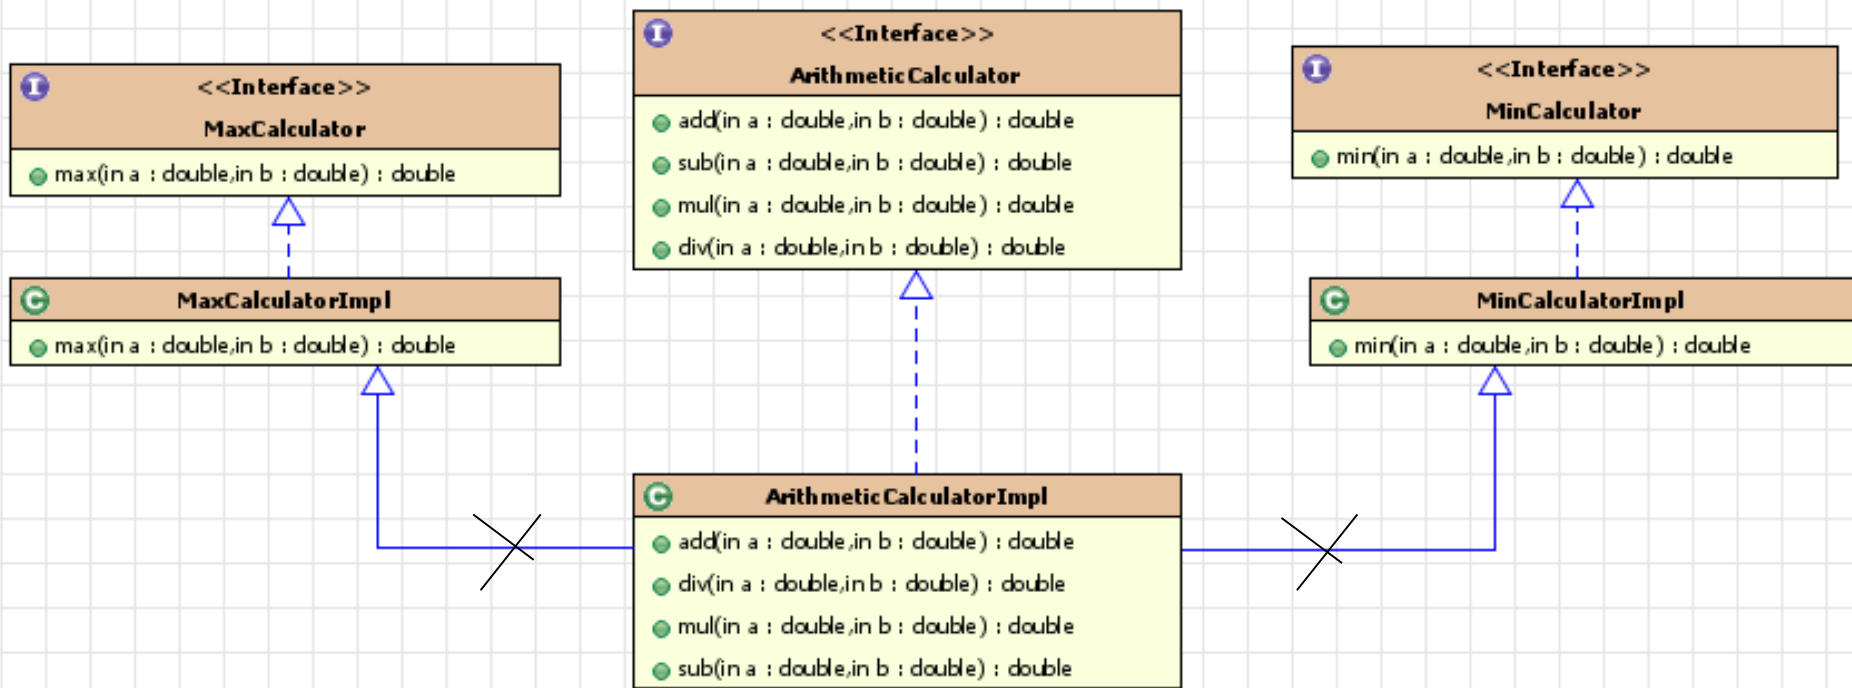 I
<<Interface>>
MaxCalculator
max(in a : double,in b : double) : double
I
<<Interface>>
ArithmeticCalculator
add(in a : double,in b : double) : double
sub(in a : double,in b : double) : double
mul(in a : double,in b : double) : double
div(in a : double,in b : double) : double
I
<<Interface>>
MinCalculator
min(in a : double,in b : double) : double
C MaxCalculatorImpl
max(in a : double,in b : double) : double
C MinCalculatorImpl
min(in a : double,in b : double) : double
C ArithmeticCalculatorImpl
add(in a : double,in b : double) : double
div(in a : double,in b : double) : double
mul(in a : double,in b : double) : double
sub(in a : double,in b : double) : double